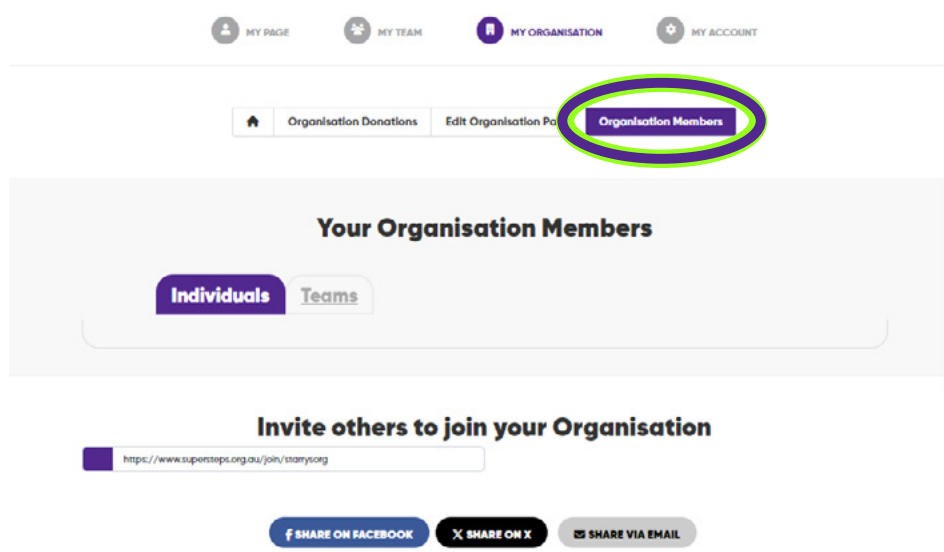 MY PAGE MY TEAM MY ORGANISATION MY ACCOUNT
Organisation Donations Edit Organisation Organisation Members
Your Organisation Members
Individuals Teams
Invite others to join your Organisation
https://www.supersteps.org.au/join/starrysorg
f SHARE ON FACEBOOK X SHARE ON X SHARE VIA EMAIL